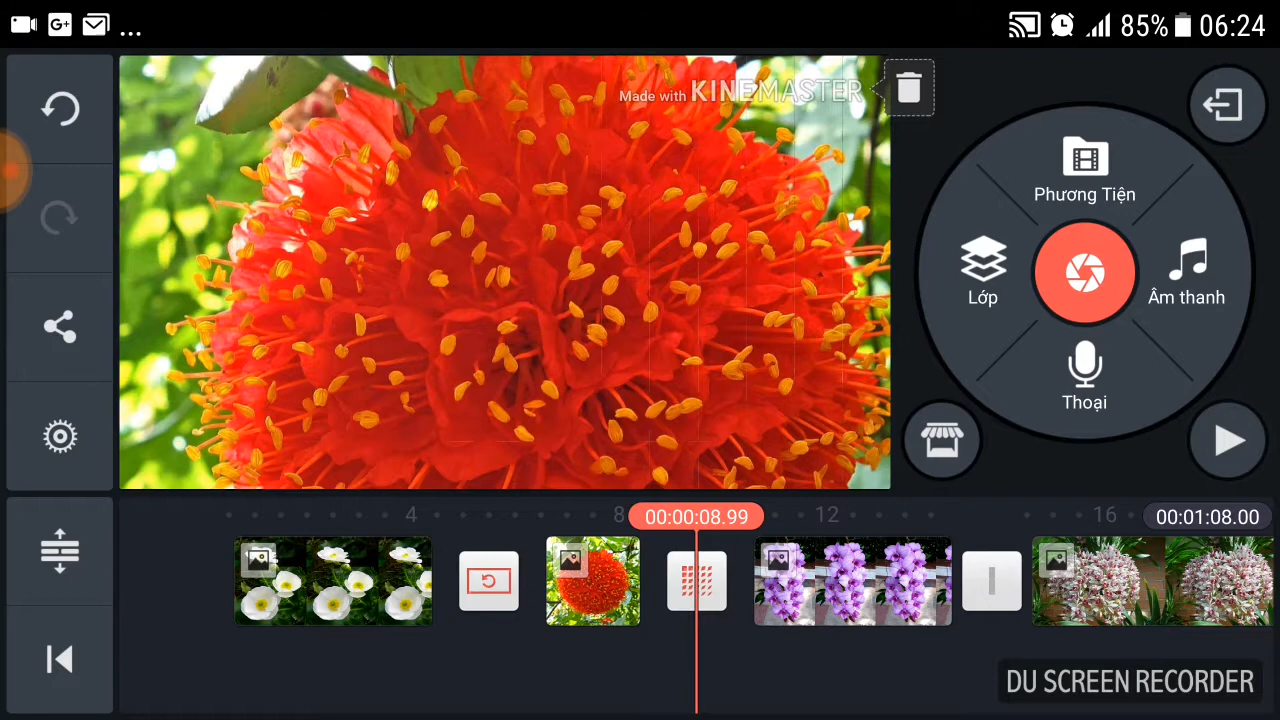 G+
...
85%
06:24
Made with KINEMASTER
Phương Tiện
Lớp
Âm thanh
Thoại
4
8
00:00:08.99
12
16
00:01:08.00
DU SCREEN RECORDER